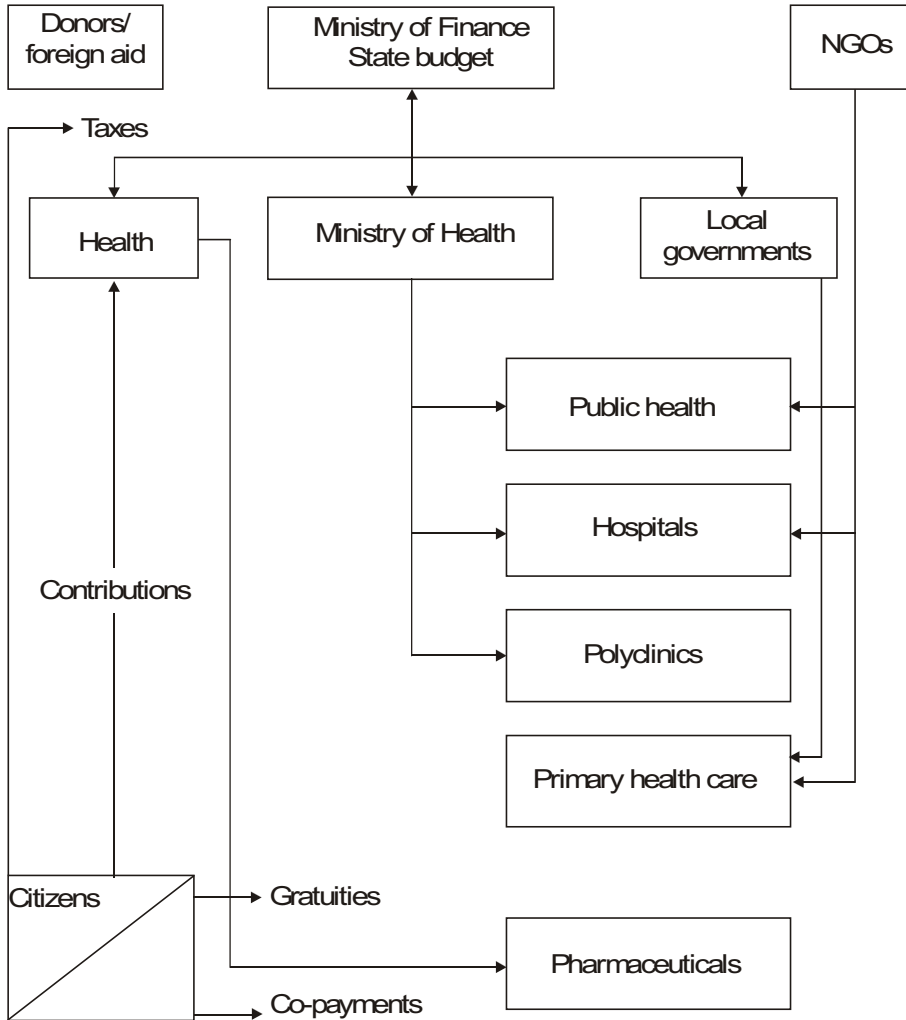 Donors/
foreign aid
Ministry of Finance
State budget
NGOs
Taxes
Health
Ministry of Health
Local
governments
Public health
Hospitals
Contributions
Polyclinics
Primary health care
Citizens
Gratuities
Pharmaceuticals
Co-payments